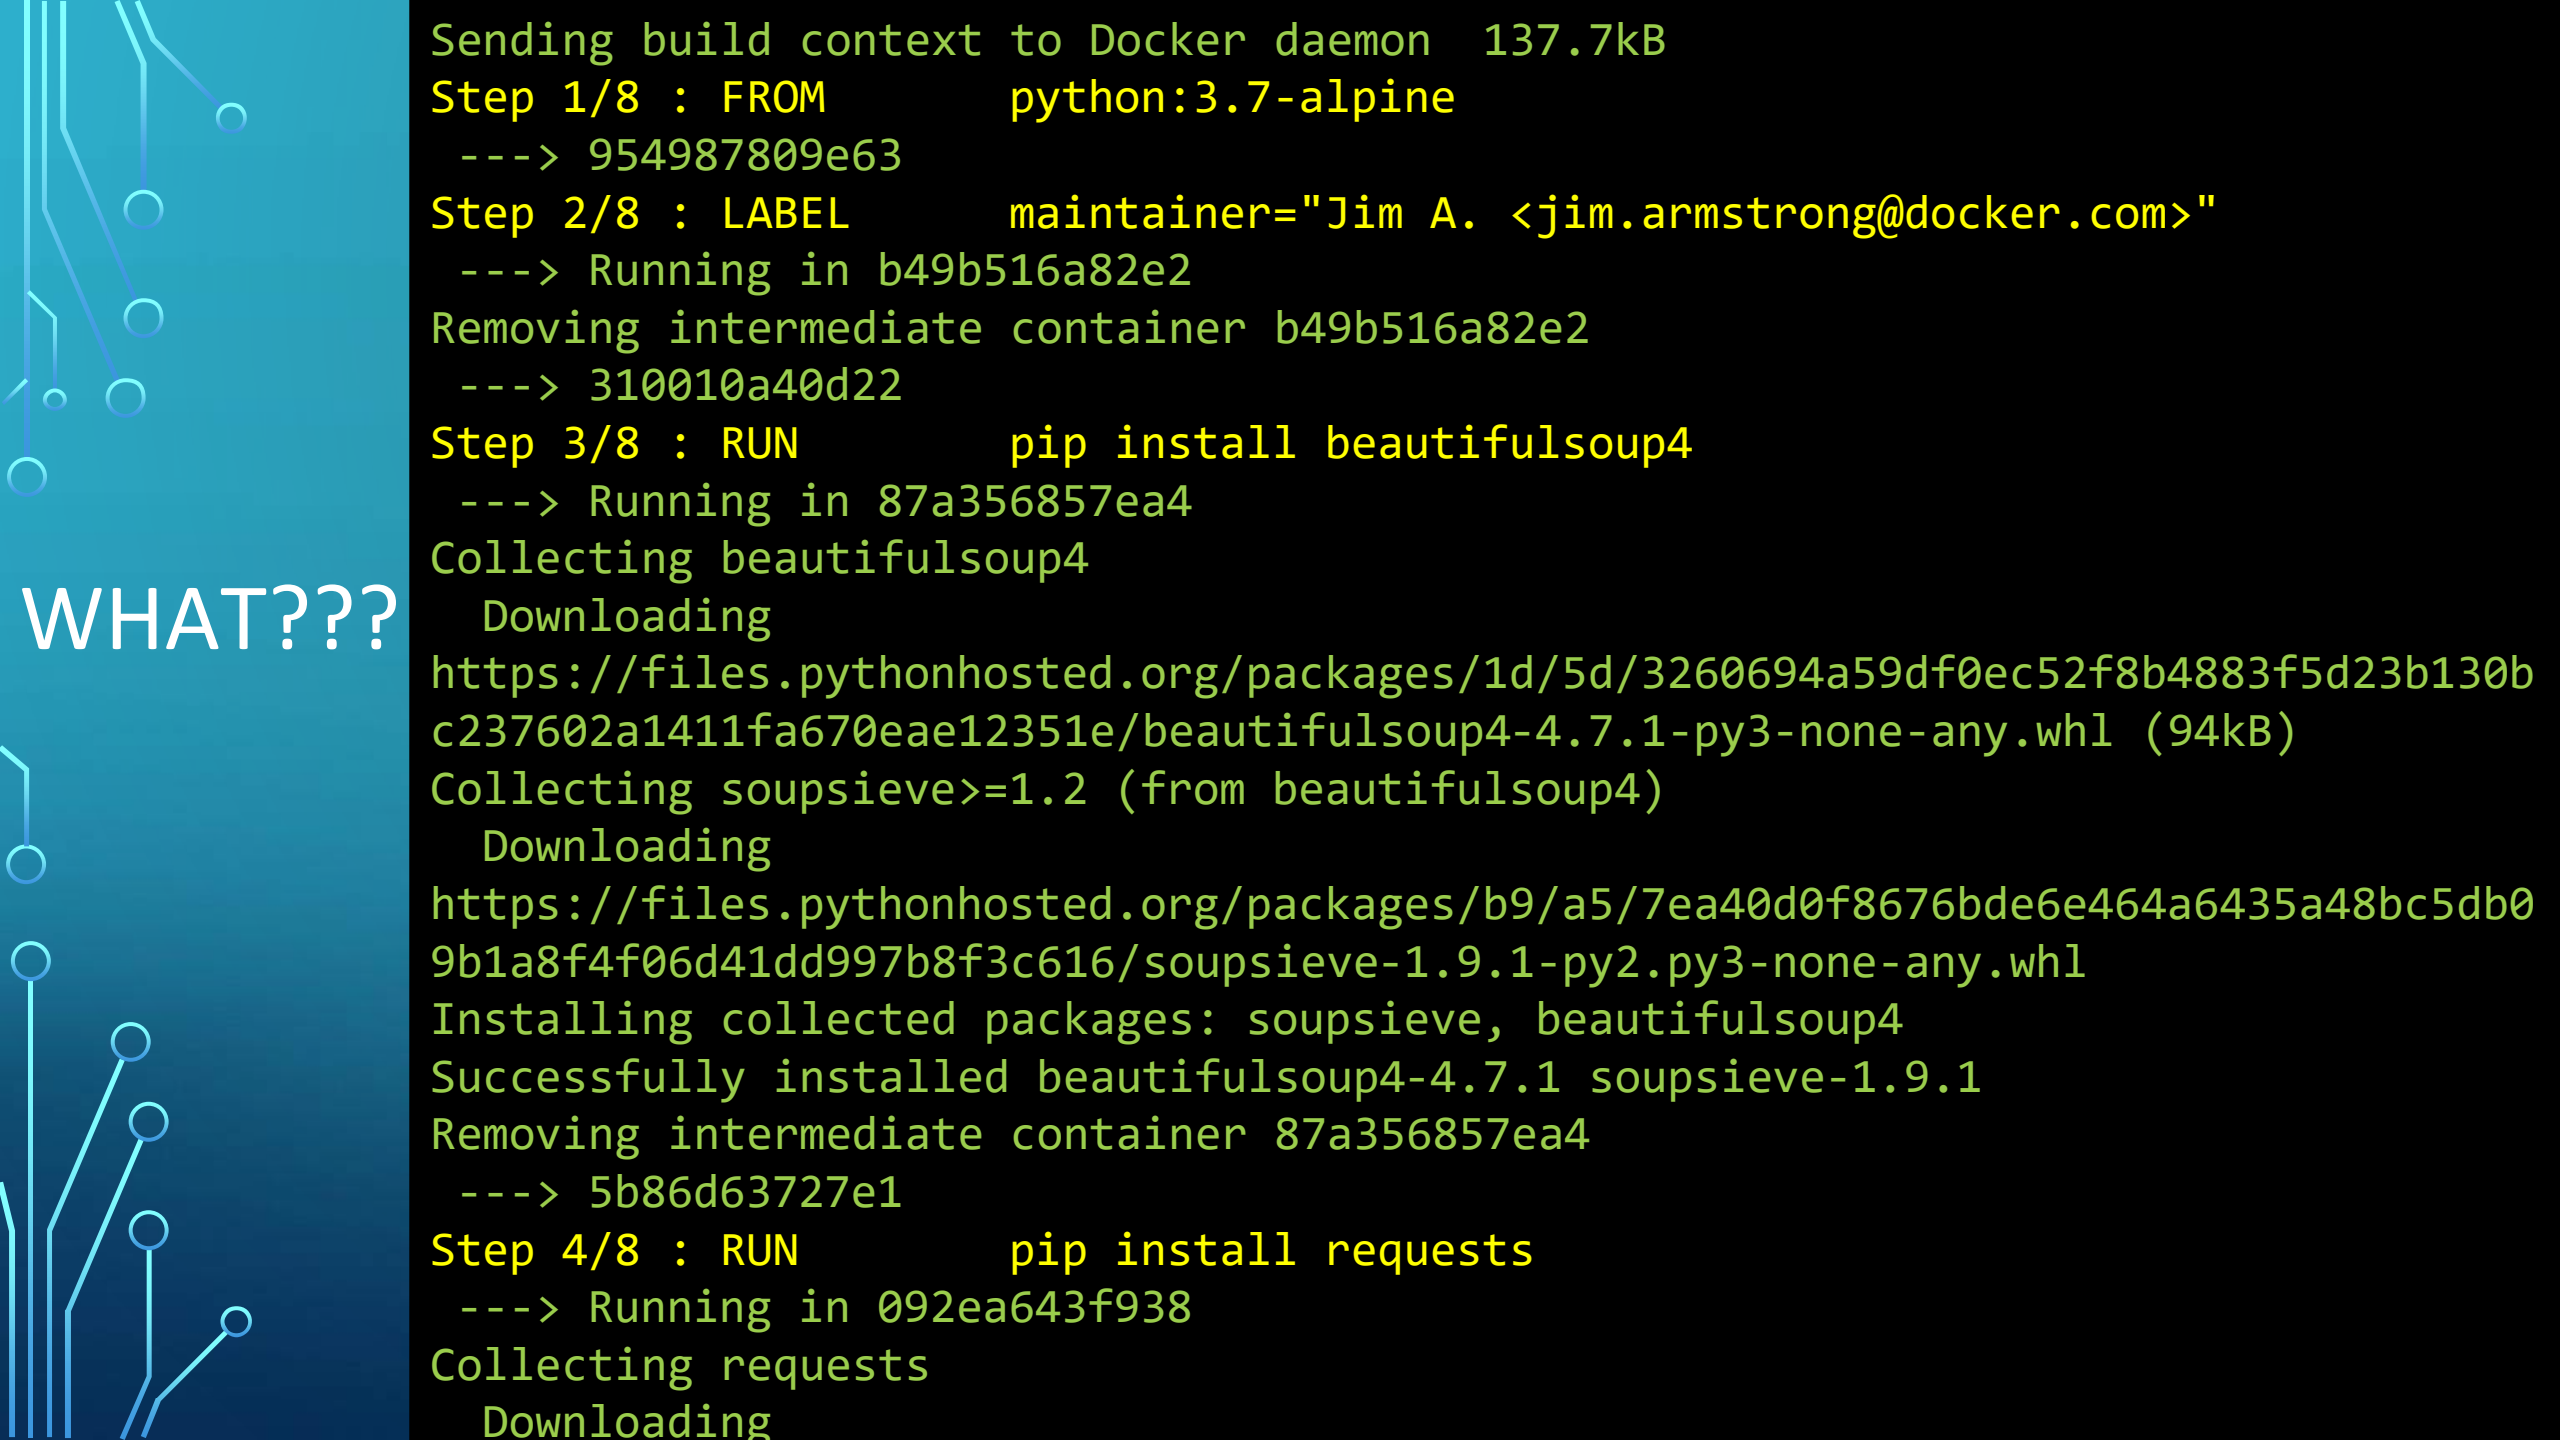 WHAT???
Sending build context to Docker daemon  137.7kB
Step 1/8 : FROM       python:3.7-alpine
 ---> 954987809e63
Step 2/8 : LABEL      maintainer="Jim A. <jim.armstrong@docker.com>"
 ---> Running in b49b516a82e2
Removing intermediate container b49b516a82e2
 ---> 310010a40d22
Step 3/8 : RUN        pip install beautifulsoup4
 ---> Running in 87a356857ea4
Collecting beautifulsoup4
  Downloading
https://files.pythonhosted.org/packages/1d/5d/3260694a59df0ec52f8b4883f5d23b130b
c237602a1411fa670eae12351e/beautifulsoup4-4.7.1-py3-none-any.whl (94kB)
Collecting soupsieve>=1.2 (from beautifulsoup4)
  Downloading
https://files.pythonhosted.org/packages/b9/a5/7ea40d0f8676bde6e464a6435a48bc5db0
9b1a8f4f06d41dd997b8f3c616/soupsieve-1.9.1-py2.py3-none-any.whl
Installing collected packages: soupsieve, beautifulsoup4
Successfully installed beautifulsoup4-4.7.1 soupsieve-1.9.1
Removing intermediate container 87a356857ea4
 ---> 5b86d63727e1
Step 4/8 : RUN        pip install requests
 ---> Running in 092ea643f938
Collecting requests
  Downloading